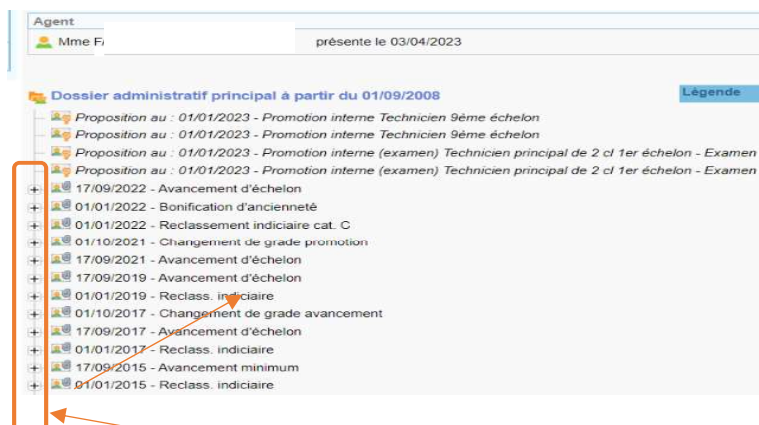 Agent
Mme F présente le 03/04/2023
Dossier administratif principal à partir du 01/09/2008
Légende
Proposition au : 01/01/2023 - Promotion interne Technicien 9ème échelon
Proposition au : 01/01/2023 - Promotion interne Technicien 9ème échelon
Proposition au : 01/01/2023 - Promotion interne (examen) Technicien principal de 2 cl 1er échelon - Examen
Proposition au : 01/01/2023 - Promotion interne (examen) Technicien principal de 2 cl 1er échelon - Examen
17/09/2022 - Avancement d'échelon
01/01/2022 - Bonification d'ancienneté
01/01/2022 - Reclassement indiciaire cat. C
01/10/2021 - Changement de grade promotion
17/09/2021 - Avancement d'échelon
17/09/2019 - Avancement d'échelon
01/01/2019 - Reclass. indiciaire
01/10/2017 - Changement de grade avancement
17/09/2017 - Avancement d'échelon
01/01/2017 - Reclass. indiciaire
17/09/2015 - Avancement minimum
01/01/2015 - Reclass. indiciaire